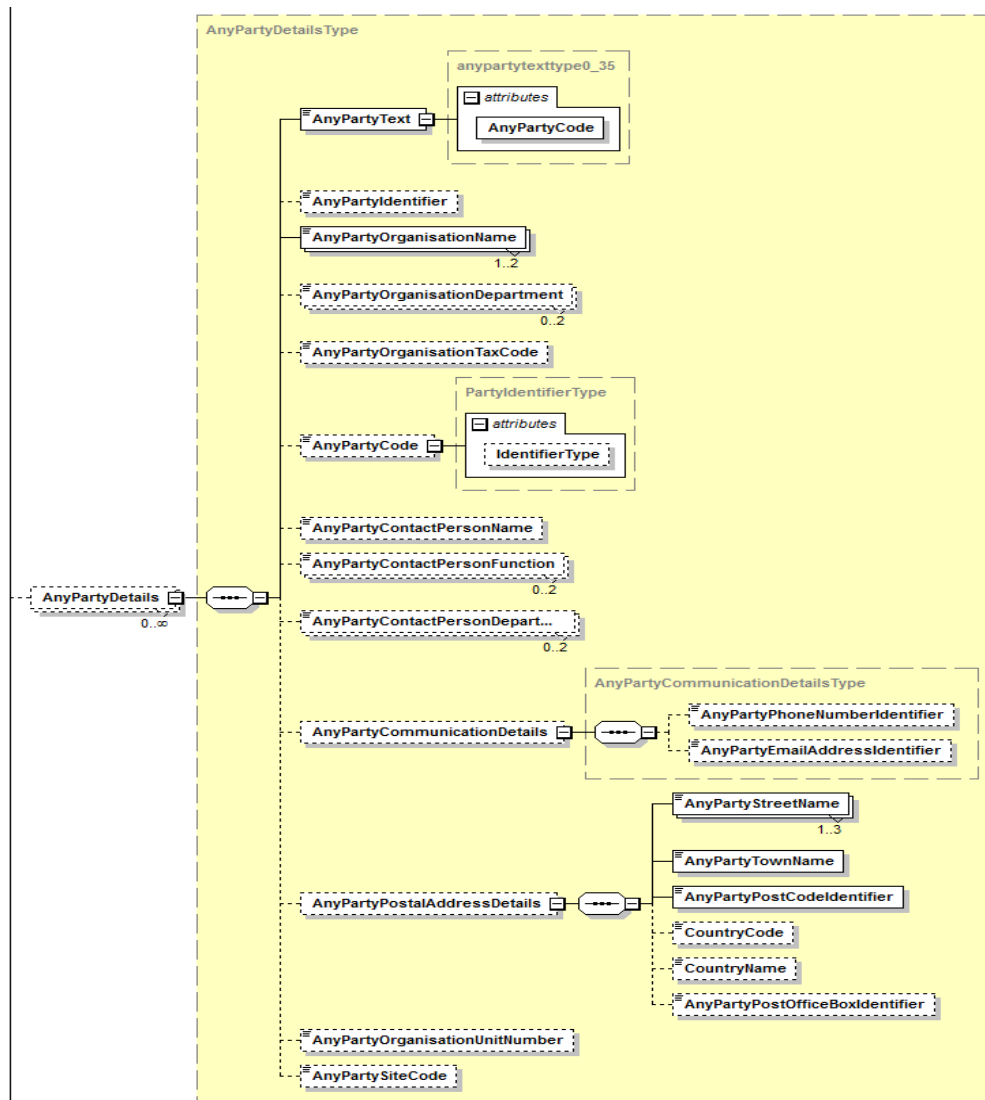 AnyPartyDetailsType
anypartytexttype0_35
attributes
AnyPartyText
AnyPartyCode
AnyPartyIdentifier
AnyPartyOrganisationName
1..2
AnyPartyOrganisationDepartment
0..2
AnyPartyOrganisationTaxCode
PartyIdentifierType
attributes
AnyPartyCode
IdentifierType
AnyPartyContactPersonName
AnyPartyContactPersonFunction
0..2
AnyPartyDetails
0..∞
AnyPartyContactPersonDepart...
0..2
AnyPartyCommunicationDetailsType
AnyPartyPhoneNumberIdentifier
AnyPartyCommunicationDetails
AnyPartyEmailAddressIdentifier
AnyPartyStreetName
1..3
AnyPartyTownName
AnyPartyPostCodeIdentifier
AnyPartyPostalAddressDetails
CountryCode
CountryName
AnyPartyPostOfficeBoxIdentifier
AnyPartyOrganisationUnitNumber
AnyPartySiteCode